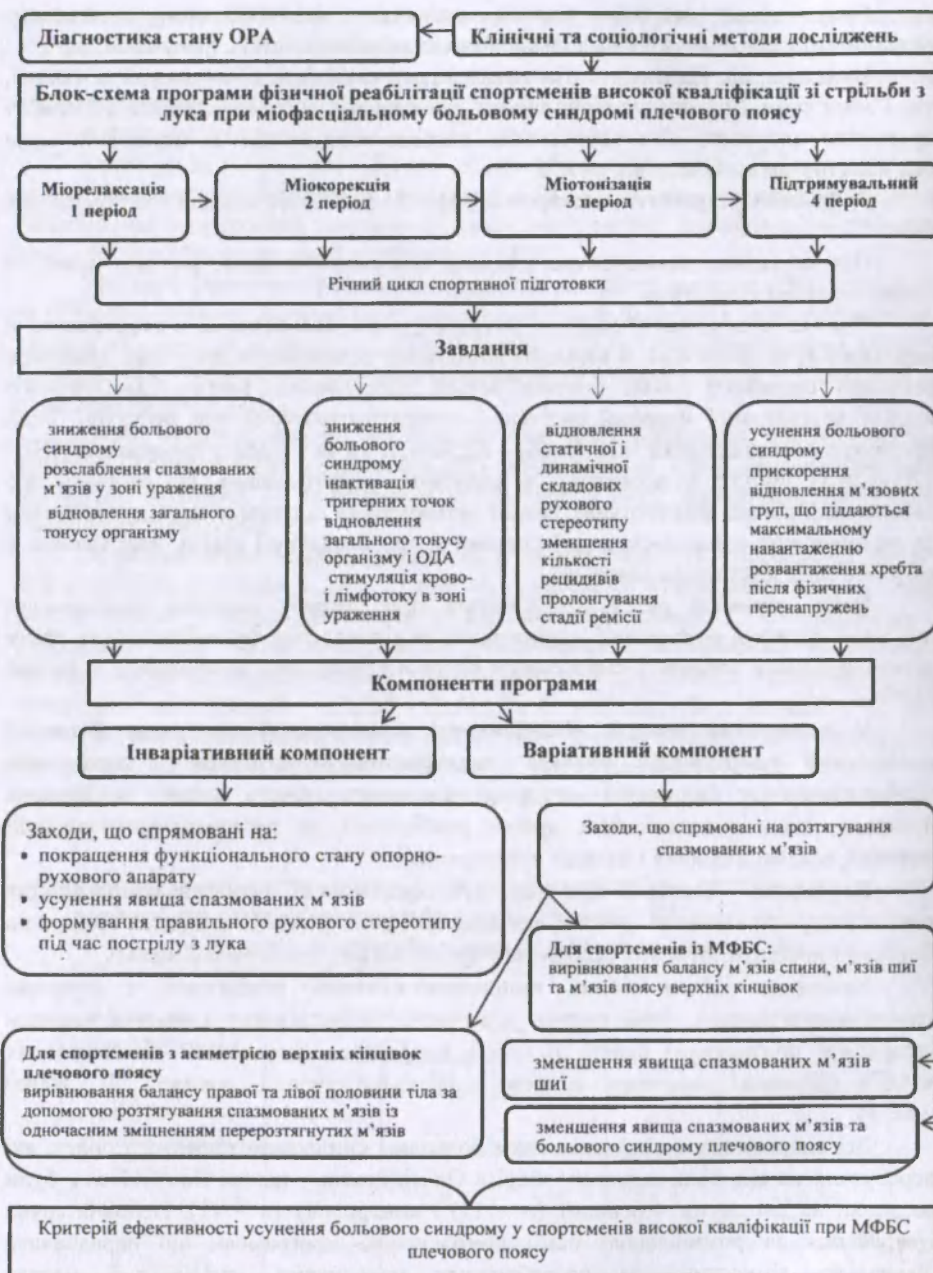 Діагностика стану ОРА
Клінічні та соціологічні методи досліджень
Блок-схема програми фізичної реабілітації спортсменів високої кваліфікації зі стрільби з
лука при міофасціальному больовому синдромі плечового поясу
Міорелаксація
1 період
Міокорекція
2 період
Міотонізація
3 період
Підтримувальний
4 період
Річний цикл спортивної підготовки
Завдання
зниження больового
синдрому
розслаблення спазмованих
м’язів у зоні ураження
відновлення загального
тонусу організму
зниження
больового
синдрому
інактивація
тригерних точок
відновлення
загального тонусу
організму і ОДА
стимуляція крово-
і лімфотоку в зоні
ураження
відновлення
статичної і
динамічної
складових
рухового
стереотипу
зменшення
кількості
рецидивів
пролонгування
стадії ремісії
усунення больового
синдрому
прискорення
відновлення м’язових
груп, що піддаються
максимальному
навантаженню
розвантаження хребта
після фізичних
перенапружень
Компоненти програми
Інваріативний компонент
Варіативний компонент
Заходи, що спрямовані на:
• покращення функціонального стану опорно-
рухового апарату
• усунення явища спазмованих м’язів
формування правильного рухового стереотипу
під час пострілу з лука
Заходи, що спрямовані на розтягування
спазмованих м’язів
Для спортсменів із МФБС:
вирівнювання балансу м’язів спини, м’язів шиї
та м’язів поясу верхніх кінцівок
Для спортсменів з асиметрією верхніх кінцівок
плечового поясу
вирівнювання балансу правої та лівої половини тіла за
допомогою розтягування спазмованих м’язів із
одночасним зміцненням перерозтягнутих м’язів
зменшення явища спазмованих м’язів
шиї
зменшення явища спазмованих м’язів та
больового синдрому плечового поясу
Критерій ефективності усунення больового синдрому у спортсменів високої кваліфікації при МФБС
плечового поясу